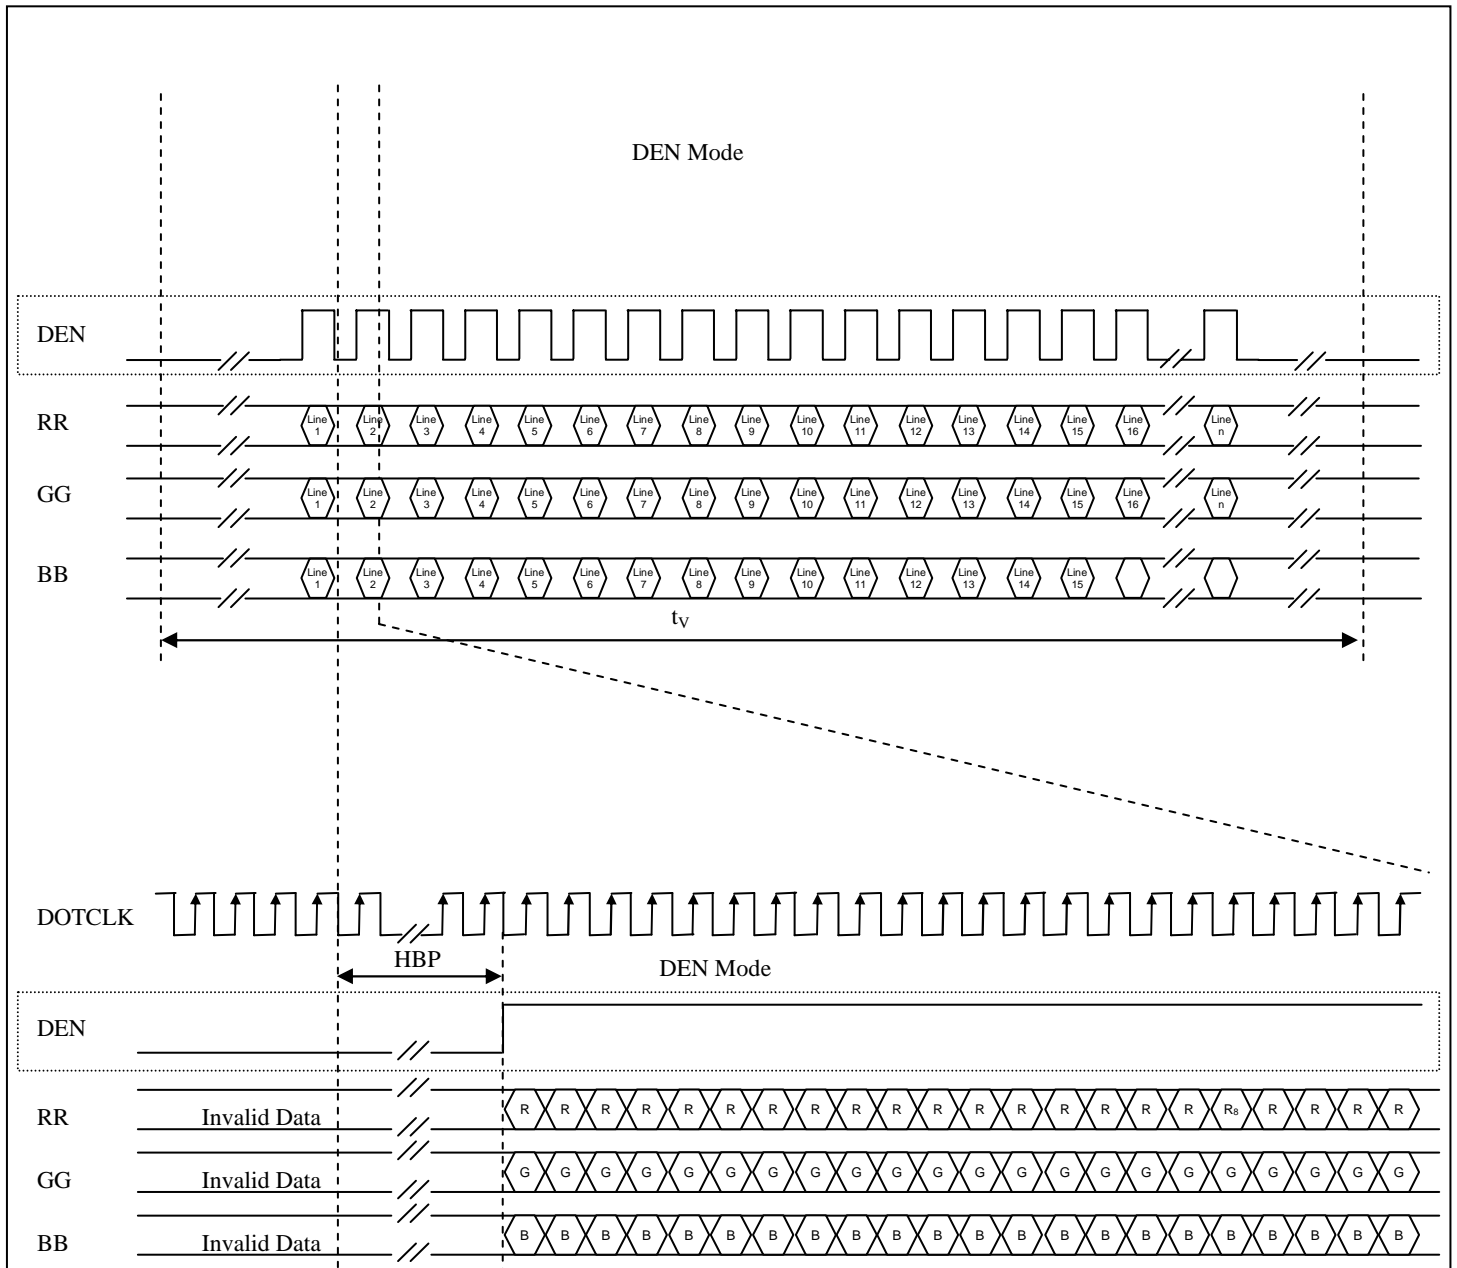 DEN Mode
DEN
RR Line 1 Line 2 Line 3 Line 4 Line 5 Line 6 Line 7 Line 8 Line 9 Line 10 Line 11 Line 12 Line 13 Line 14 Line 15 Line 16 Line n
GG Line 1 Line 2 Line 3 Line 4 Line 5 Line 6 Line 7 Line 8 Line 9 Line 10 Line 11 Line 12 Line 13 Line 14 Line 15 Line 16 Line n
BB Line 1 Line 2 Line 3 Line 4 Line 5 Line 6 Line 7 Line 8 Line 9 Line 10 Line 11 Line 12 Line 13 Line 14 Line 15
tV
DOTCLK
HBP DEN Mode
DEN
RR Invalid Data R R R R R R R R R R R R R R R R R R₈ R R R R
GG Invalid Data G G G G G G G G G G G G G G G G G G G G G G
BB Invalid Data B B B B B B B B B B B B B B B B B B B B B B